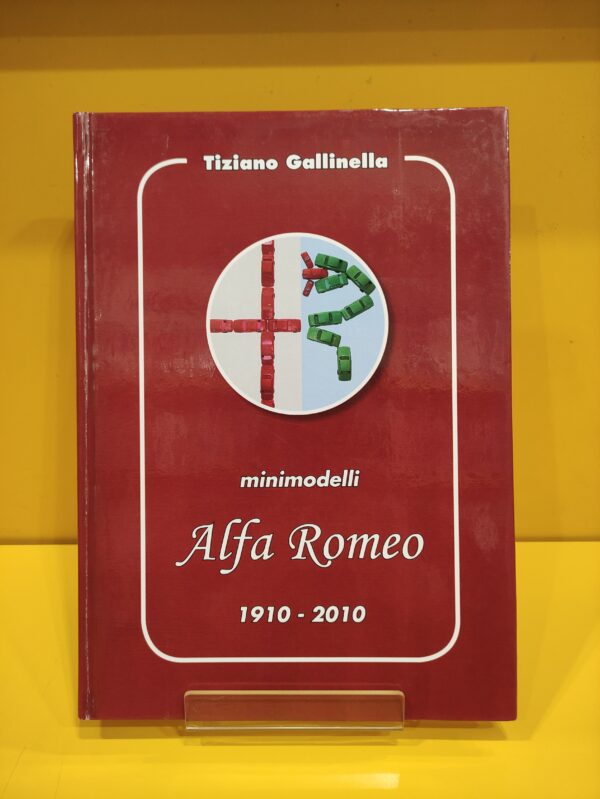 Tiziano Gallinella
minimodelli
Alfa Romeo
1910 - 2010